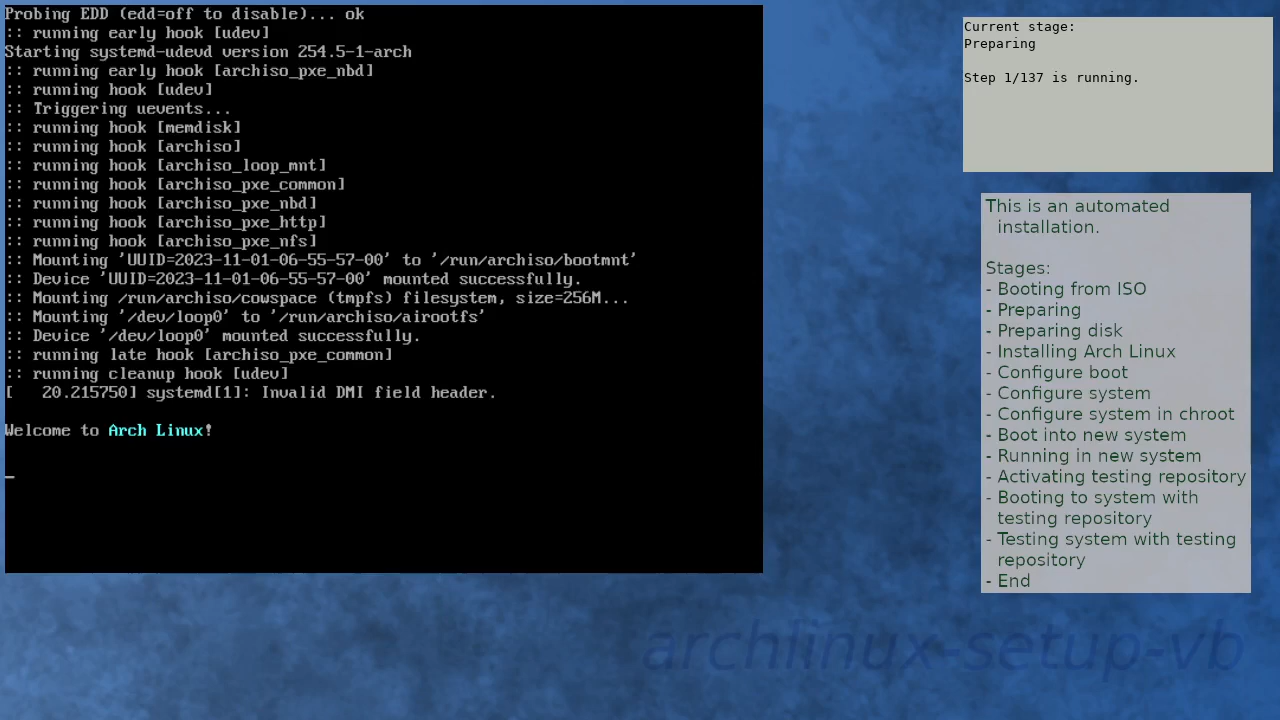 Probing EDD (edd=off to disable)... ok
:: running early hook [udev]
Starting systemd-udevd version 254.5-1-arch
:: running early hook [archiso_pxe_nbd]
:: running hook [udev]
:: Triggering uevents...
:: running hook [memdisk]
:: running hook [archiso]
:: running hook [archiso_loop_mnt]
:: running hook [archiso_pxe_common]
:: running hook [archiso_pxe_nbd]
:: running hook [archiso_pxe_http]
:: running hook [archiso_pxe_nfs]
:: Mounting 'UUID=2023-11-01-06-55-57-00' to '/run/archiso/bootmnt'
:: Device 'UUID=2023-11-01-06-55-57-00' mounted successfully.
:: Mounting /run/archiso/cowspace (tmpfs) filesystem, size=256M...
:: Mounting '/dev/loop0' to '/run/archiso/airootfs'
:: Device '/dev/loop0' mounted successfully.
:: running late hook [archiso_pxe_common]
:: running cleanup hook [udev]
[   20.215750] systemd[1]: Invalid DMI field header.
Welcome to Arch Linux!
_
Current stage:
Preparing
Step 1/137 is running.
This is an automated
installation.
Stages:
- Booting from ISO
- Preparing
- Preparing disk
- Installing Arch Linux
- Configure boot
- Configure system
- Configure system in chroot
- Boot into new system
- Running in new system
- Activating testing repository
- Booting to system with
testing repository
- Testing system with testing
repository
- End
archlinux-setup-vb